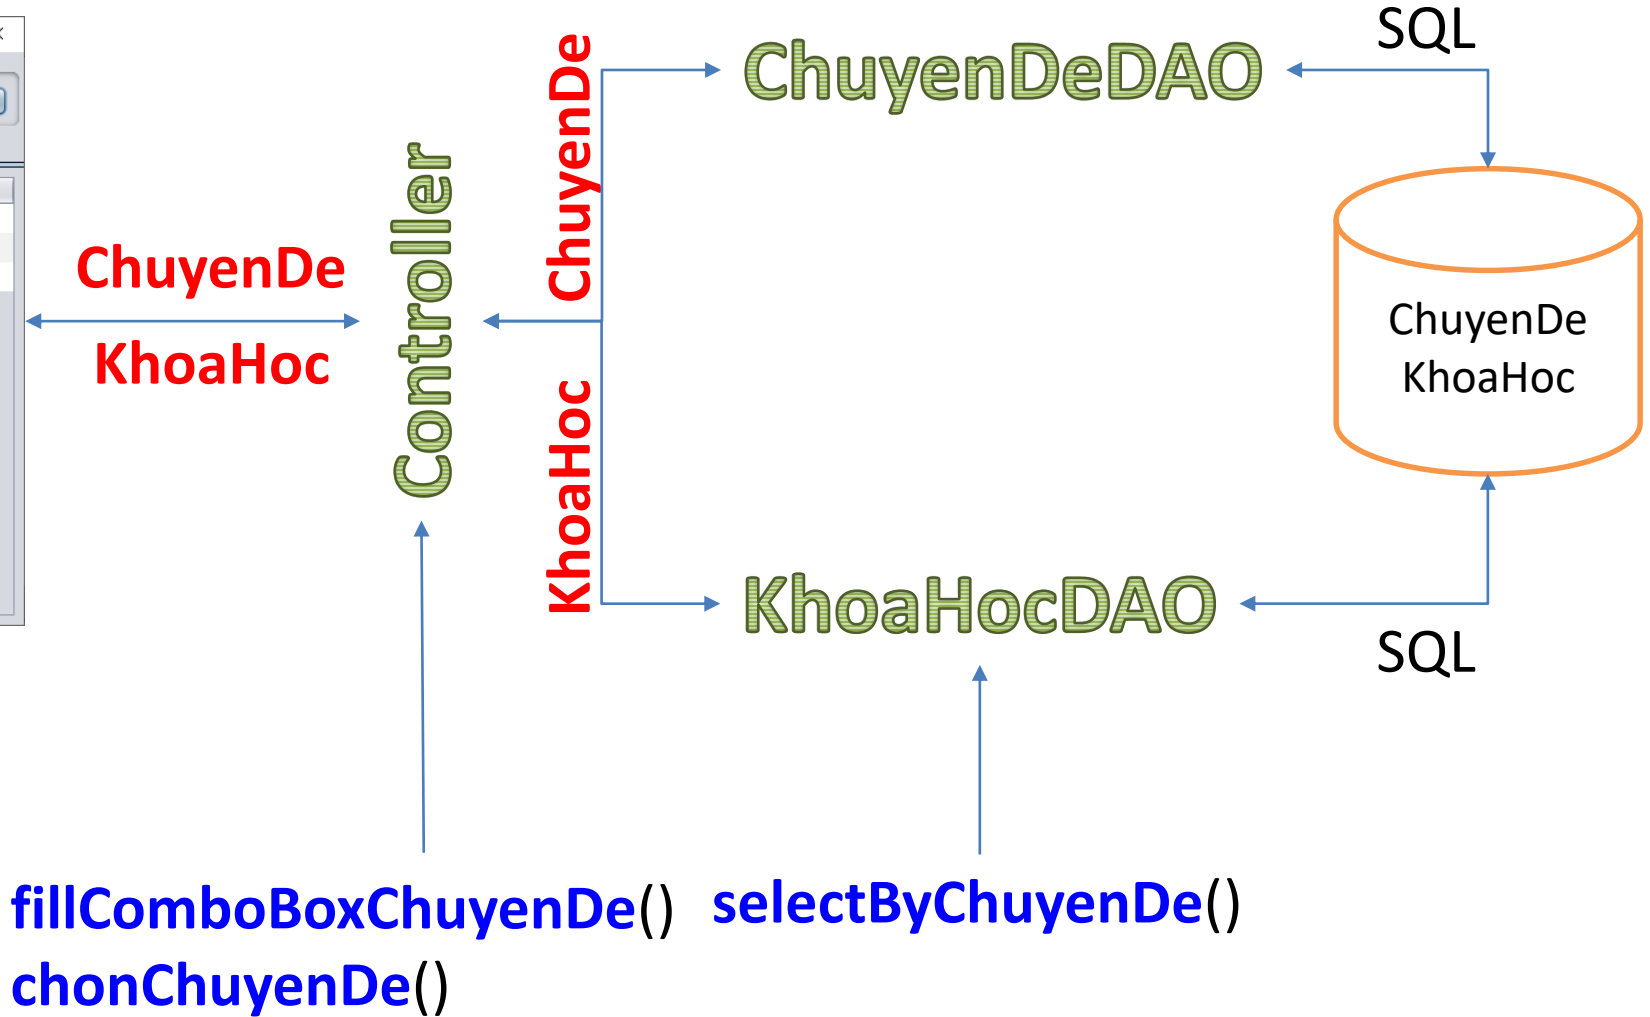 SQL
ChuyenDeDAO
ChuyenDe
Controller
ChuyenDe
KhoaHoc
ChuyenDe
KhoaHoc
KhoaHoc
KhoaHocDAO
SQL
fillComboBoxChuyenDe()
selectByChuyenDe()
chonChuyenDe()